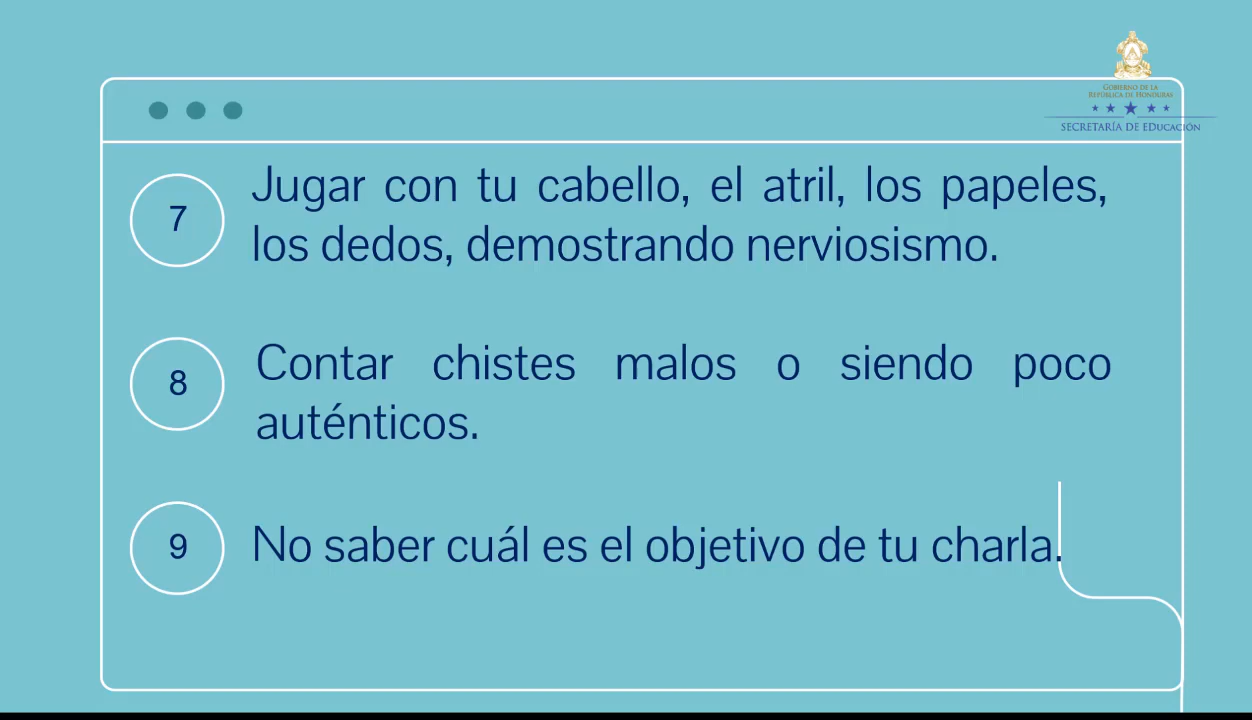 GOBIERNO DE LA
REPÚBLICA DE HONDURAS
SECRETARÍA DE EDUCACIÓN
7
Jugar con tu cabello, el atril, los papeles,
los dedos, demostrando nerviosismo.
8
Contar chistes malos o siendo poco
auténticos.
9
No saber cuál es el objetivo de tu charla.